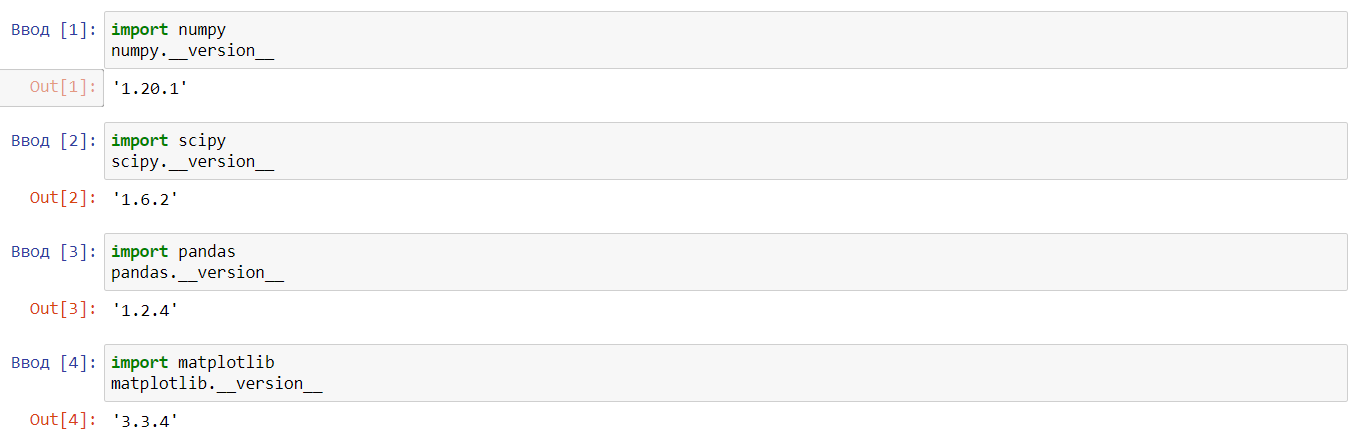 Ввод [1]: import numpy
numpy.__version__
Out[1]: '1.20.1'
Ввод [2]: import scipy
scipy.__version__
Out[2]: '1.6.2'
Ввод [3]: import pandas
pandas.__version__
Out[3]: '1.2.4'
Ввод [4]: import matplotlib
matplotlib.__version__
Out[4]: '3.3.4'